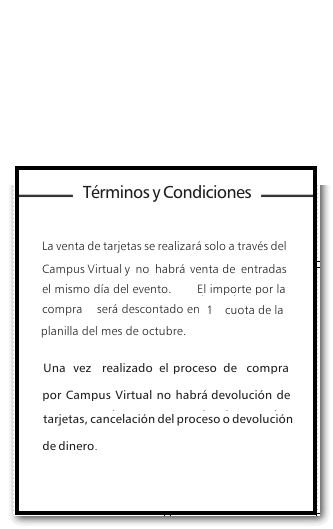 Términos y Condiciones
La venta de tarjetas se realizará solo a través del
Campus Virtual y no habrá venta de entradas
el mismo día del evento. El importe por la
compra será descontado en 1 cuota de la
planilla del mes de octubre.
Una vez realizado el proceso de compra
por Campus Virtual no habrá devolución de
tarjetas, cancelación del proceso o devolución
de dinero.